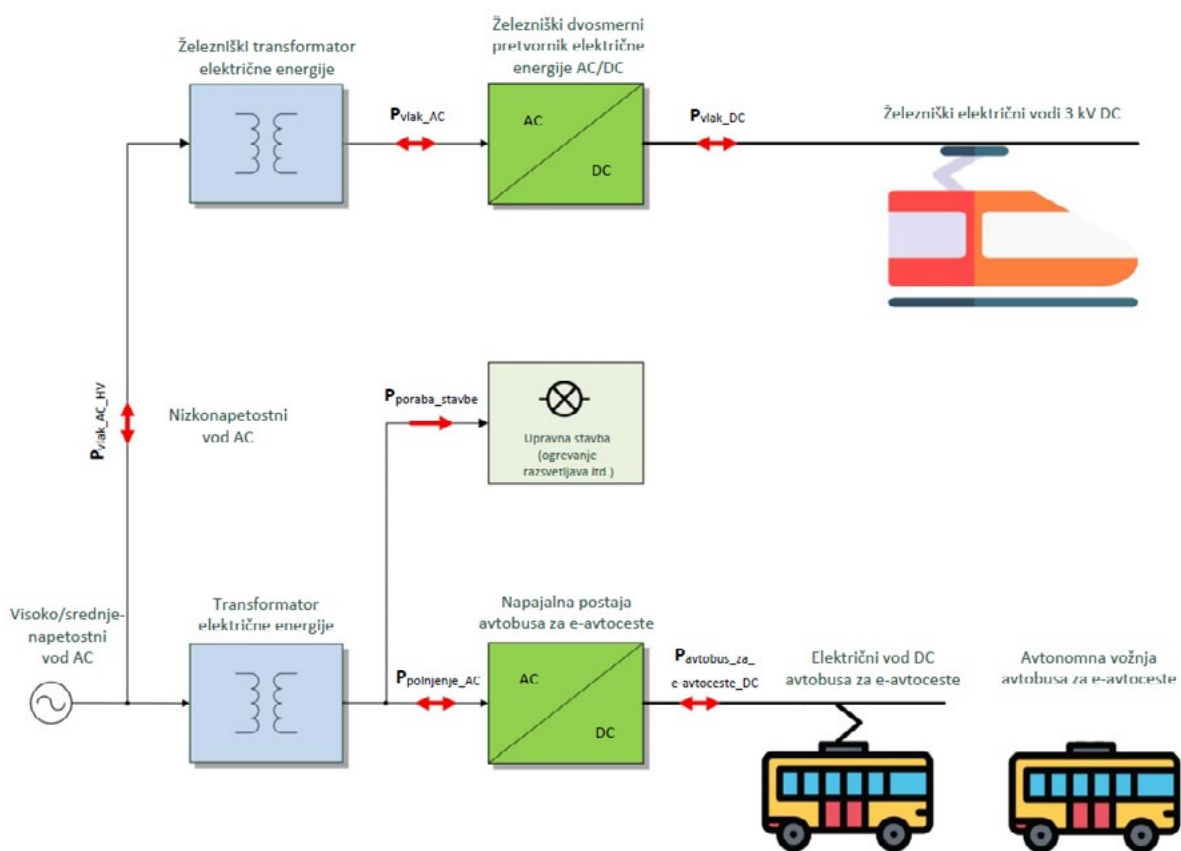 Železniški transformator
električne energije
Železniški dvosmerni
pretvornik električne
energije AC/DC
Pvlak_AC
AC
DC
Pvlak_DC
Železniški električni vodi 3 kV DC
Pvlak_AC_HV
Nizkonapetostni
vod AC
Pporaba_stavbe
Upravna stavba
(ogrevanje
razsvetljava itd.)
Visoko/srednje-
napetostni
vod AC
Transformator
električne energije
Napajalna postaja
avtobusa za e-avtoceste
Ppolnjenje_AC
AC
DC
Pavtobus_za_
e-avtoceste_DC
Električni vod DC
avtobusa za e-avtoceste
Avtonomna vožnja
avtobusa za e-avtoceste